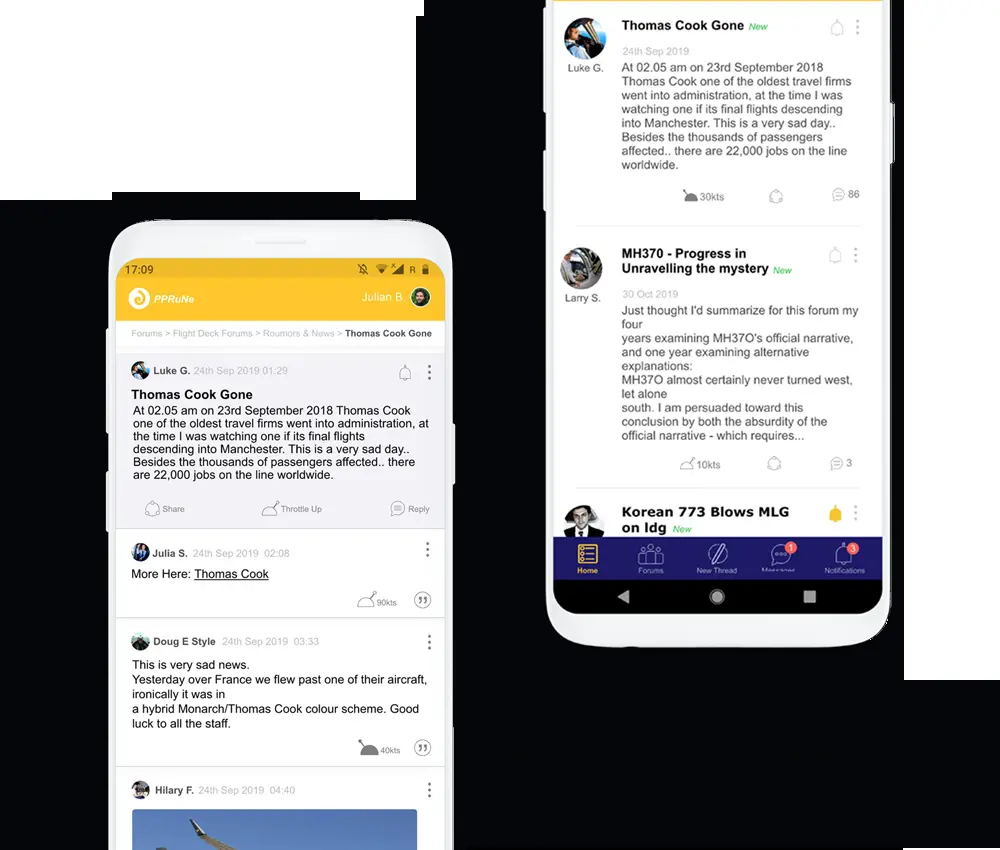 17:09
R
PPRuNe
Julian B.
Forums > Flight Deck Forums > Roumors & News > Thomas Cook Gone
Luke G. 24th Sep 2019 01:29
Thomas Cook Gone
At 02.05 am on 23rd September 2018 Thomas Cook
one of the oldest travel firms went into administration, at
the time I was watching one if its final flights
descending into Manchester. This is a very sad day..
Besides the thousands of passengers affected.. there
are 22,000 jobs on the line worldwide.
Share
Throttle Up
Reply
Julia S. 24th Sep 2019 02:08
More Here: Thomas Cook
90kts
Doug E Style 24th Sep 2019 03:33
This is very sad news.
Yesterday over France we flew past one of their aircraft,
ironically it was in
a hybrid Monarch/Thomas Cook colour scheme. Good
luck to all the staff.
40kts
Hilary F. 24th Sep 2019 04:40
Thomas Cook Gone New
24th Sep 2019
Luke G.
At 02.05 am on 23rd September 2018
Thomas Cook one of the oldest travel firms
went into administration, at the time I was
watching one if its final flights descending
into Manchester. This is a very sad day..
Besides the thousands of passengers
affected.. there are 22,000 jobs on the line
worldwide.
30kts
86
MH370 - Progress in
Unravelling the mystery New
30 Oct 2019
Larry S.
Just thought I'd summarize for this forum my
four
years examining MH37O's official narrative,
and one year examining alternative
explanations:
MH37O almost certainly never turned west,
let alone
south. I am persuaded toward this
conclusion by both the absurdity of the
official narrative - which requires...
10kts
3
Korean 773 Blows MLG
on ldg New
1
3
Home
Forums
New Thread
Messages
Notifications